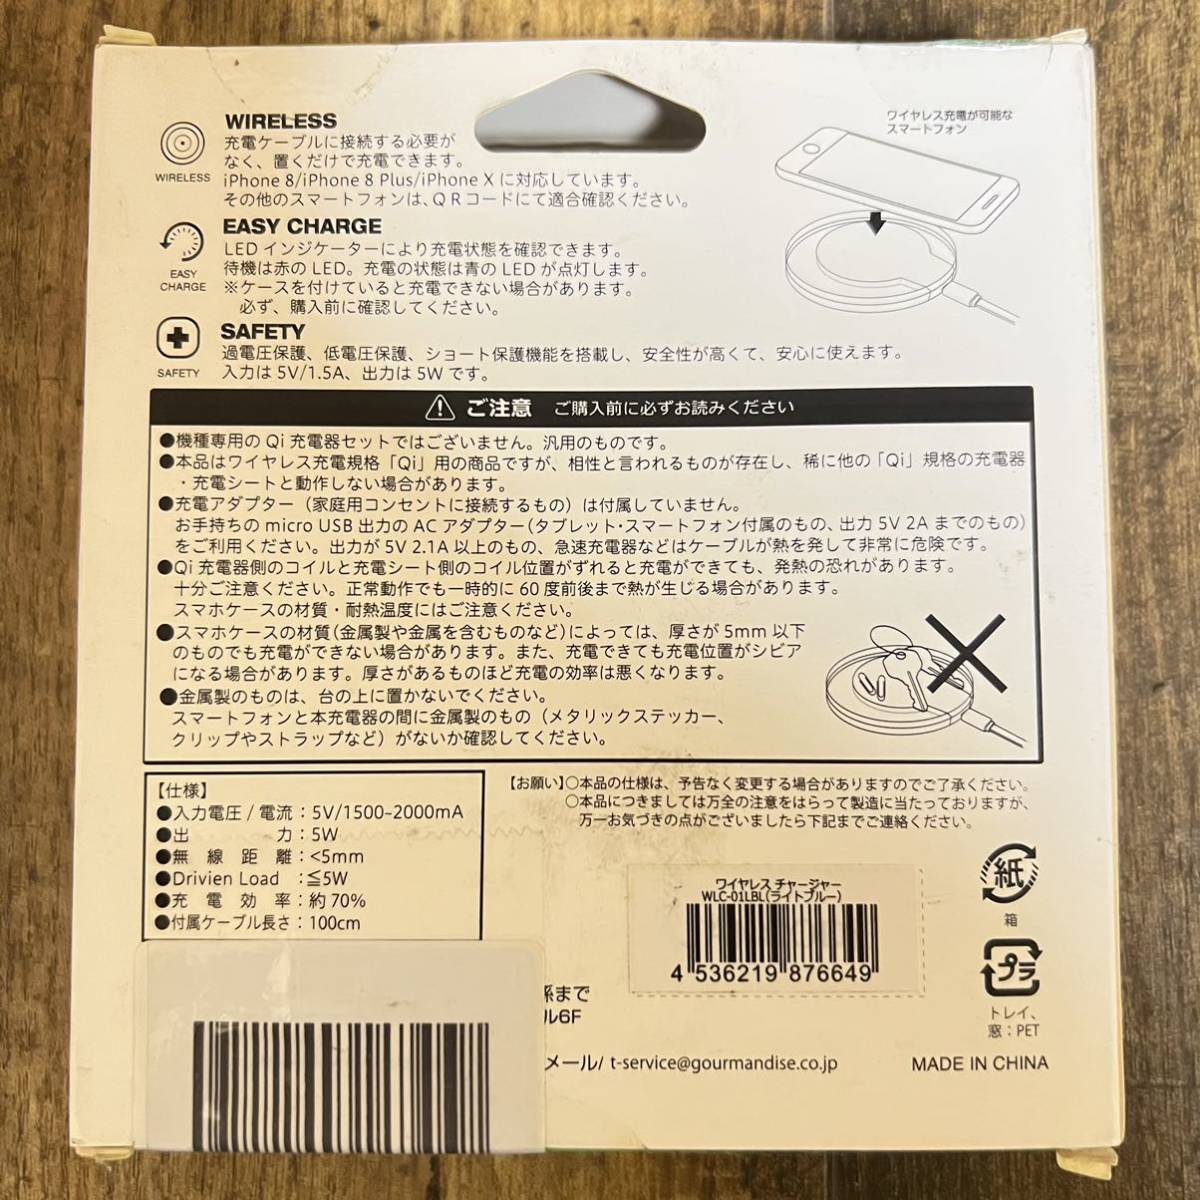 WIRELESS
WIRELESS
充電ケーブルに接続する必要が
なく、置くだけで充電できます。
iPhone 8/iPhone 8 Plus/iPhone X に対応しています。
その他のスマートフォンは、QRコードにて適合確認ください。
ワイヤレス充電が可能な
スマートフォン
EASY
CHARGE
EASY CHARGE
LED インジケーターにより充電状態を確認できます。
待機は赤の LED。充電の状態は青の LED が点灯します。
※ケースを付けていると充電できない場合があります。
必ず、購入前に確認してください。
SAFETY
SAFETY
過電圧保護、低電圧保護、ショート保護機能を搭載し、安全性が高くて、安心に使えます。
入力は 5V/1.5A、出力は 5W です。
ご注意 ご購入前に必ずお読みください
●機種専用の Qi 充電器セットではございません。汎用のものです。
●本品はワイヤレス充電規格「Qi」用の商品ですが、相性と言われるものが存在し、稀に他の「Qi」規格の充電器
・充電シートと動作しない場合があります。
●充電アダプター（家庭用コンセントに接続するもの）は付属していません。
お手持ちの micro USB 出力の AC アダプター（タブレット・スマートフォン付属のもの、出力 5V 2A までのもの）
をご利用ください。出力が 5V 2.1A 以上のもの、急速充電器などはケーブルが熱を発して非常に危険です。
●Qi 充電器側のコイルと充電シート側のコイル位置がずれると充電ができても、発熱の恐れがあります。
十分ご注意ください。正常動作でも一時的に 60 度前後まで熱が生じる場合があります。
スマホケースの材質・耐熱温度にはご注意ください。
●スマホケースの材質（金属製や金属を含むものなど）によっては、厚さが 5mm 以下
のものでも充電ができない場合があります。また、充電できても充電位置がシビア
になる場合があります。厚さがあるものほど充電の効率は悪くなります。
●金属製のものは、台の上に置かないでください。
スマートフォンと本充電器の間に金属製のもの（メタリックステッカー、
クリップやストラップなど）がないか確認してください。
【仕様】
●入力電圧 / 電流：5V/1500-2000mA
●出　　　　力：5W
●無　線　距　離：<5mm
●Drivien Load　：≦5W
●充　電　効　率：約 70%
●付属ケーブル長さ：100cm
【お願い】○本品の仕様は、予告なく変更する場合がありますのでご了承ください。
○本品につきましては万全の注意をはらって製造に当たっておりますが、
万一お気づきの点がございましたら下記までご連絡ください。
ワイヤレス チャージャー
WLC-01LBL（ライトブルー）
4 536219 876649
紙
箱
プラ
トレイ、
窓：PET
係まで
ル6F
メール/ t-service@gourmandise.co.jp
MADE IN CHINA